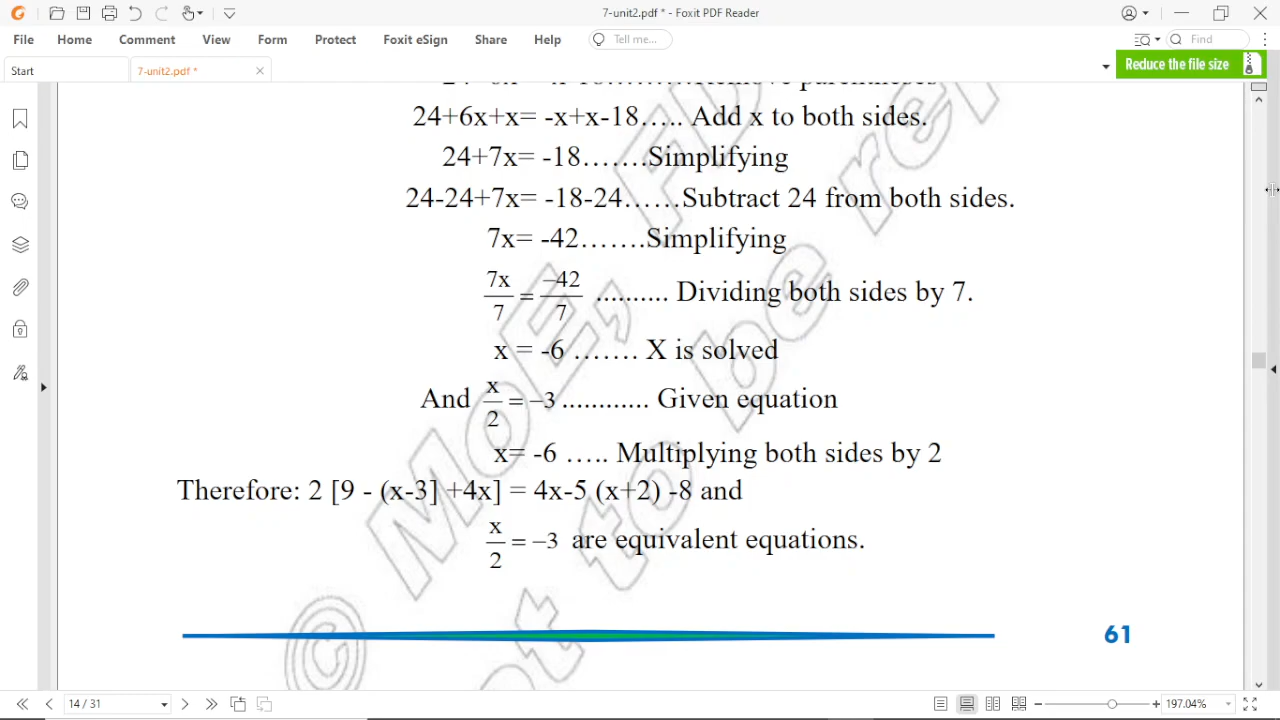 7-unit2.pdf * - Foxit PDF Reader
File Home Comment View Form Protect Foxit eSign Share Help Tell me... Find
Start 7-unit2.pdf * Reduce the file size
24+6x+x= -x+x-18….. Add x to both sides.
24+7x= -18…….Simplifying
24-24+7x= -18-24……Subtract 24 from both sides.
7x= -42…….Simplifying
7x/7 = –42/7 .......... Dividing both sides by 7.
x = -6 ……. X is solved
And x/2 = –3 ............ Given equation
x= -6 ….. Multiplying both sides by 2
Therefore: 2 [9 - (x-3] +4x] = 4x-5 (x+2) -8 and
x/2 = –3 are equivalent equations.
61
14 / 31 197.04%